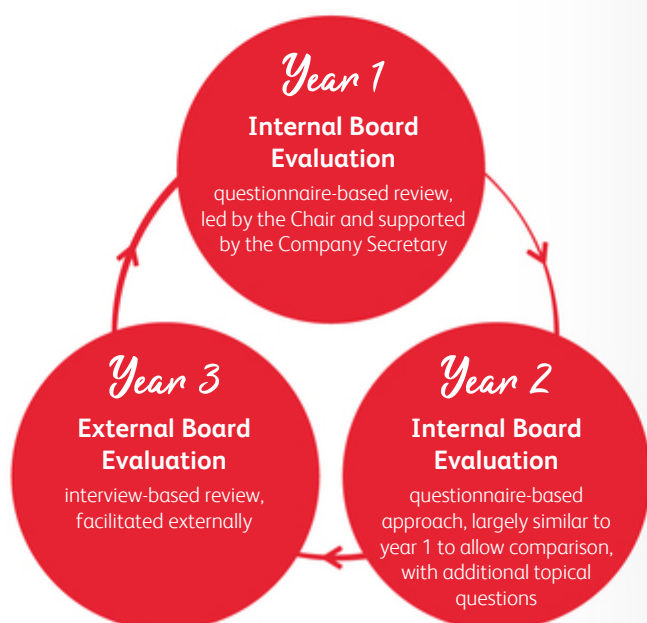 Year 1
Internal Board
Evaluation
questionnaire-based review,
led by the Chair and supported
by the Company Secretary
Year 2
Internal Board
Evaluation
questionnaire-based
approach, largely similar to
year 1 to allow comparison,
with additional topical
questions
Year 3
External Board
Evaluation
interview-based review,
facilitated externally